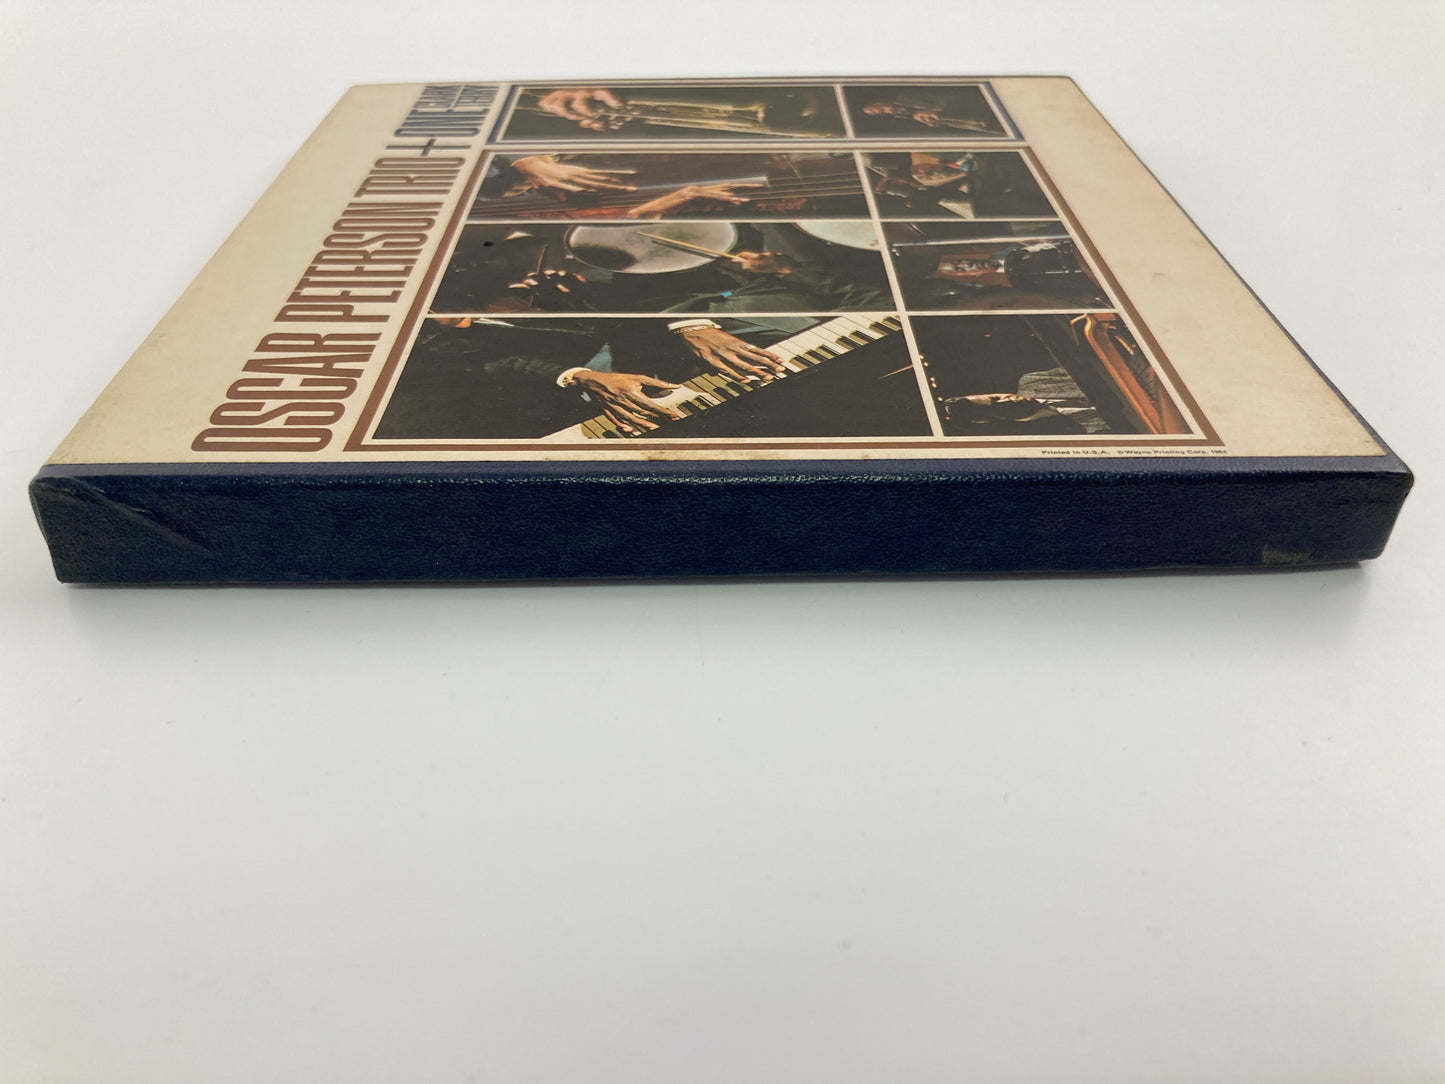 OSCAR PETERSON TRIO + ONE CLARK TERRY
Printed in U.S.A. ©Wayne Printing Corp. 1964